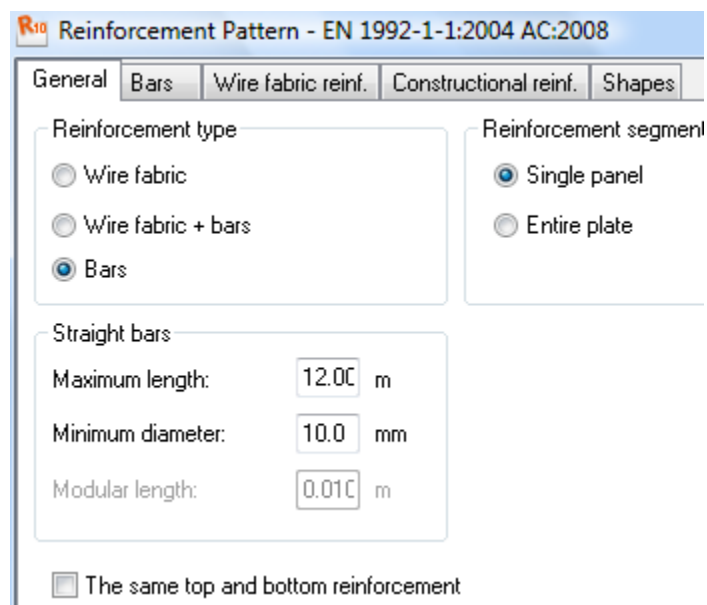 R10 Reinforcement Pattern - EN 1992-1-1:2004 AC:2008
General Bars Wire fabric reinf. Constructional reinf. Shapes
Reinforcement type Reinforcement segment
Wire fabric Single panel
Wire fabric + bars Entire plate
Bars
Straight bars
Maximum length: 12.00 m
Minimum diameter: 10.0 mm
Modular length: 0.010 m
The same top and bottom reinforcement